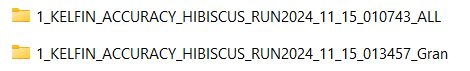 1_KELFIN_ACCURACY_HIBISCUS_RUN2024_11_15_010743_ALL
1_KELFIN_ACCURACY_HIBISCUS_RUN2024_11_15_013457_Gran